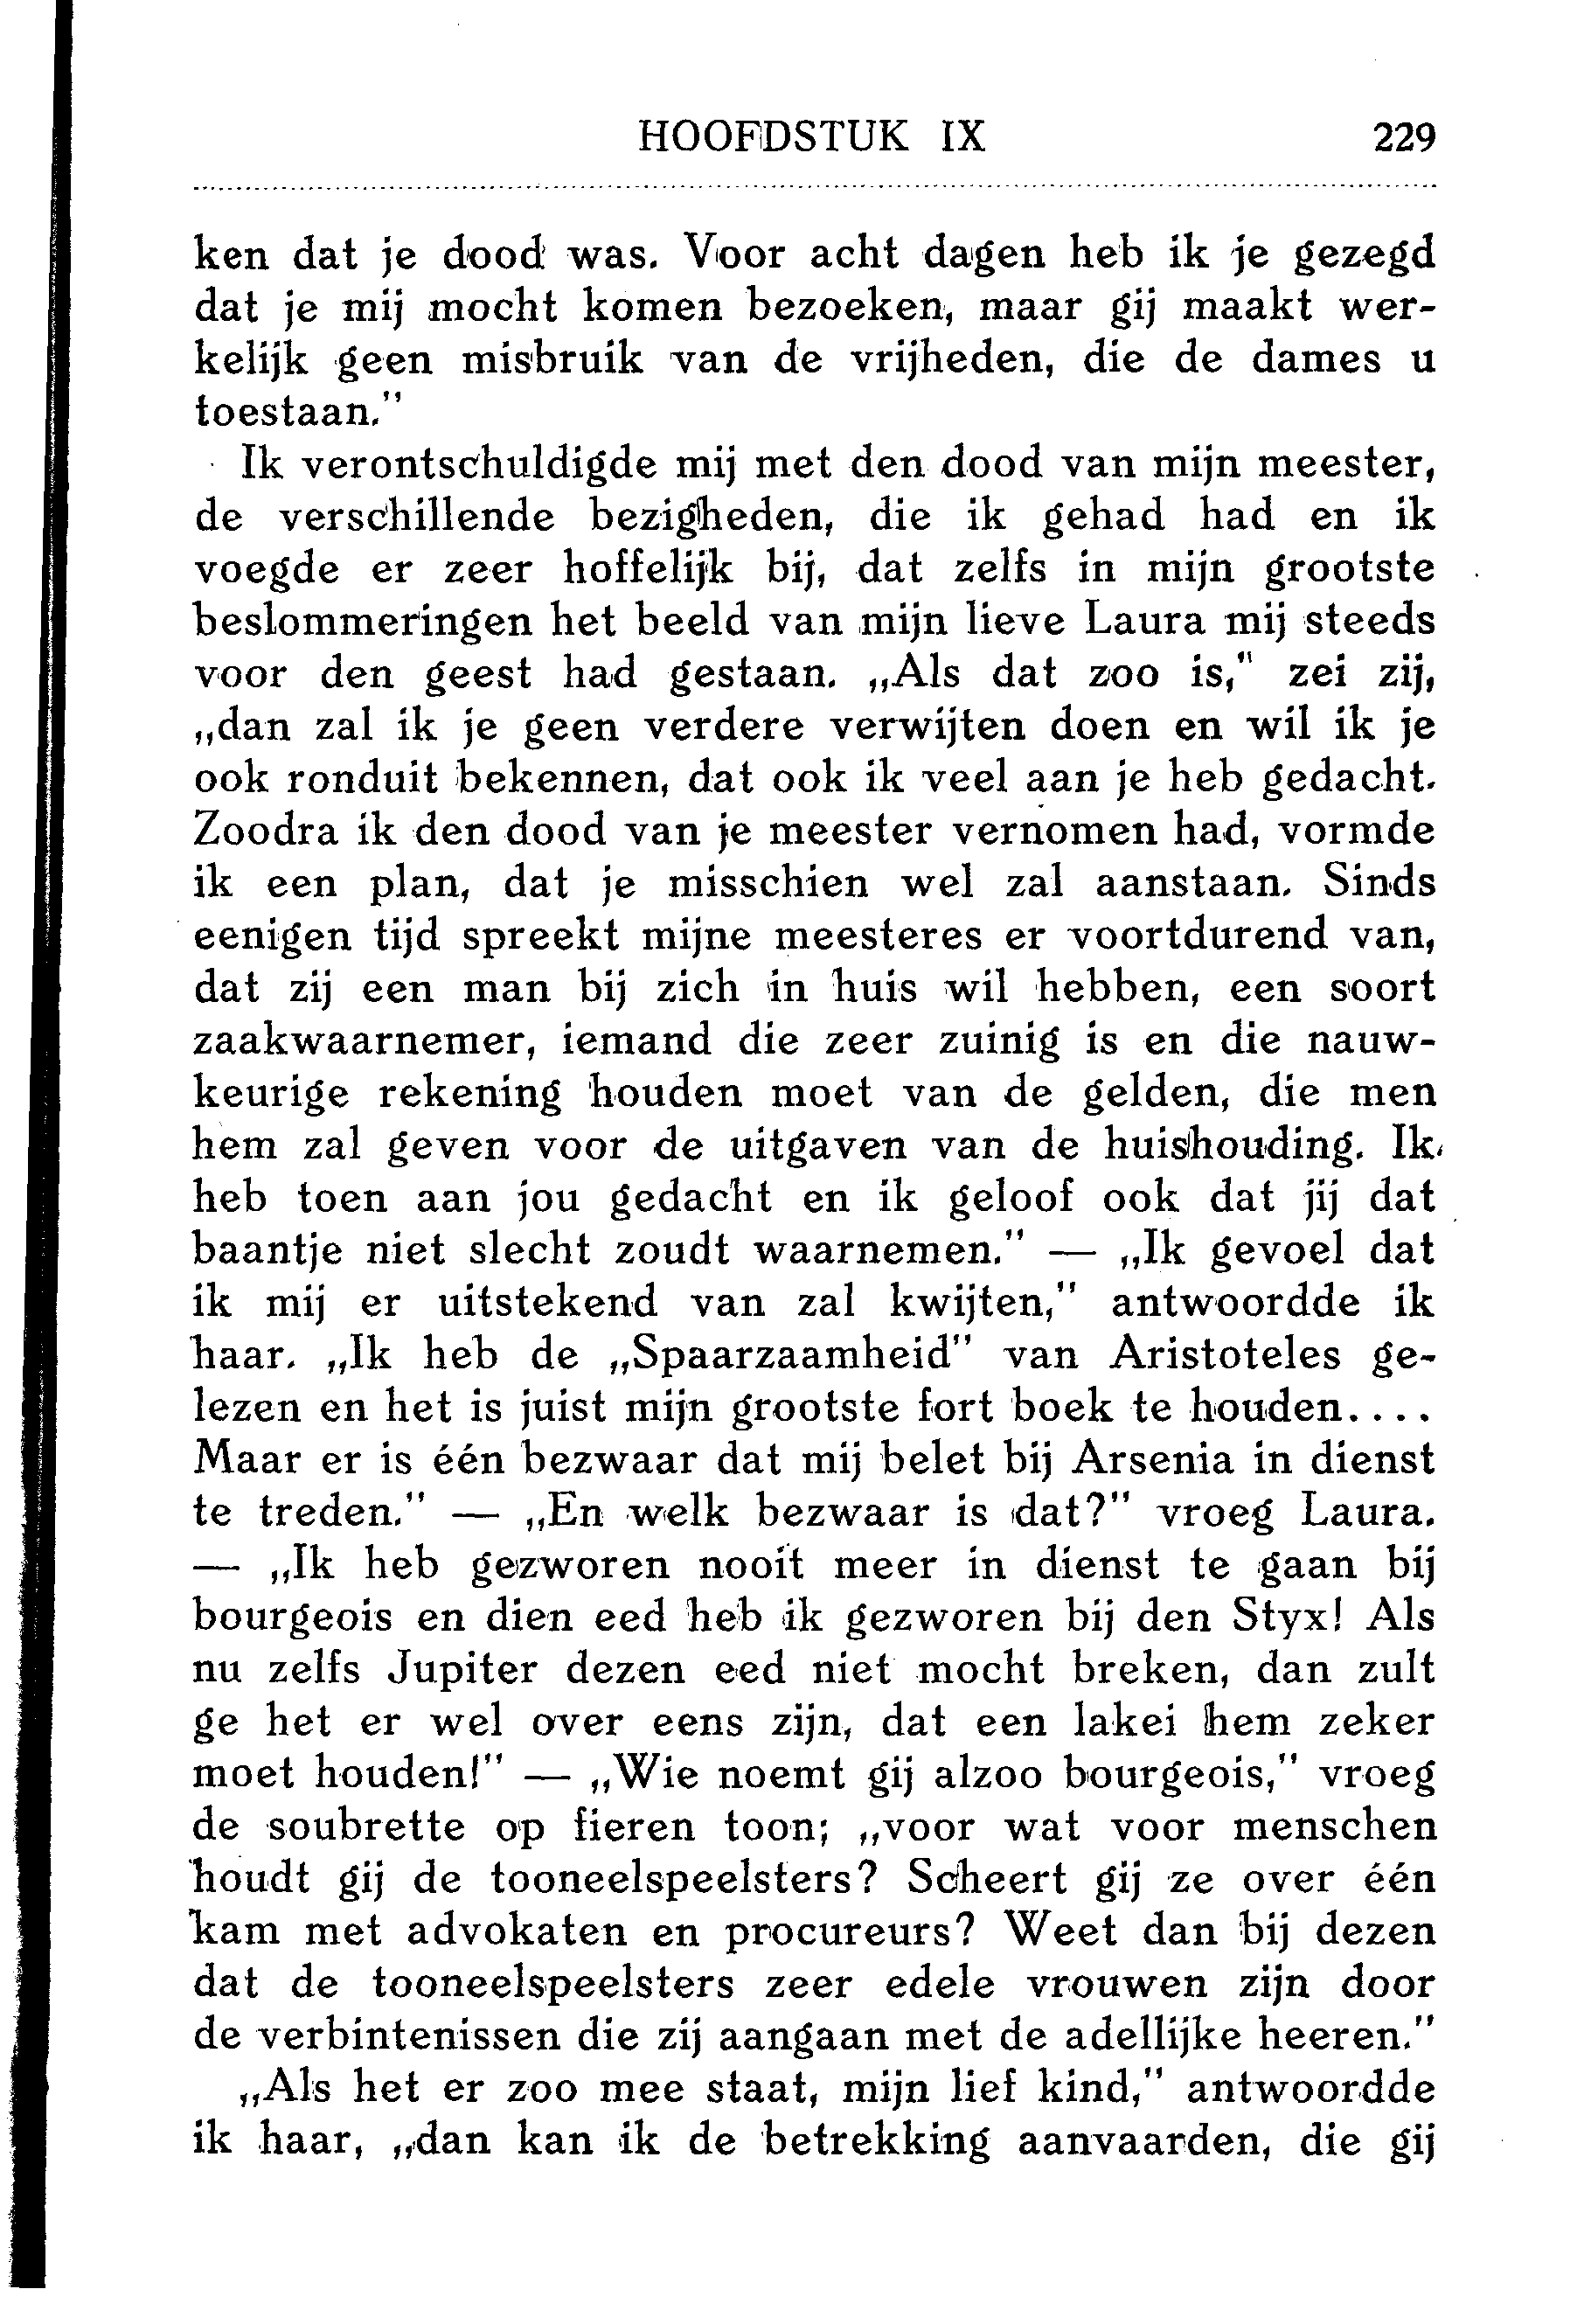 HOOFDSTUK IX 229
ken dat je dood was. Voor acht dagen heb ik je gezegd
dat je mij mocht komen bezoeken, maar gij maakt wer-
kelijk geen misbruik van de vrijheden, die de dames u
toestaan."
Ik verontschuldigde mij met den dood van mijn meester,
de verschillende bezigheden, die ik gehad had en ik
voegde er zeer hoffelijk bij, dat zelfs in mijn grootste
beslommeringen het beeld van mijn lieve Laura mij steeds
voor den geest had gestaan. „Als dat zoo is," zei zij,
„dan zal ik je geen verdere verwijten doen en wil ik je
ook ronduit bekennen, dat ook ik veel aan je heb gedacht.
Zoodra ik den dood van je meester vernomen had, vormde
ik een plan, dat je misschien wel zal aanstaan. Sinds
eenigen tijd spreekt mijne meesteres er voortdurend van,
dat zij een man bij zich in huis wil hebben, een soort
zaakwaarnemer, iemand die zeer zuinig is en die nauw-
keurige rekening houden moet van de gelden, die men
hem zal geven voor de uitgaven van de huishouding. Ik
heb toen aan jou gedacht en ik geloof ook dat jij dat
baantje niet slecht zoudt waarnemen." — „Ik gevoel dat
ik mij er uitstekend van zal kwijten," antwoordde ik
haar. „Ik heb de „Spaarzaamheid" van Aristoteles ge-
lezen en het is juist mijn grootste fort boek te houden....
Maar er is één bezwaar dat mij belet bij Arsenia in dienst
te treden." — „En welk bezwaar is dat?" vroeg Laura.
— „Ik heb gezworen nooit meer in dienst te gaan bij
bourgeois en dien eed heb ik gezworen bij den Styx! Als
nu zelfs Jupiter dezen eed niet mocht breken, dan zult
ge het er wel over eens zijn, dat een lakei hem zeker
moet houden!" — „Wie noemt gij alzoo bourgeois," vroeg
de soubrette op fieren toon; „voor wat voor menschen
houdt gij de tooneelspeelsters? Scheert gij ze over één
kam met advokaten en procureurs? Weet dan bij dezen
dat de tooneelspeelsters zeer edele vrouwen zijn door
de verbintenissen die zij aangaan met de adellijke heeren."
„Als het er zoo mee staat, mijn lief kind," antwoordde
ik haar, „dan kan ik de betrekking aanvaarden, die gij